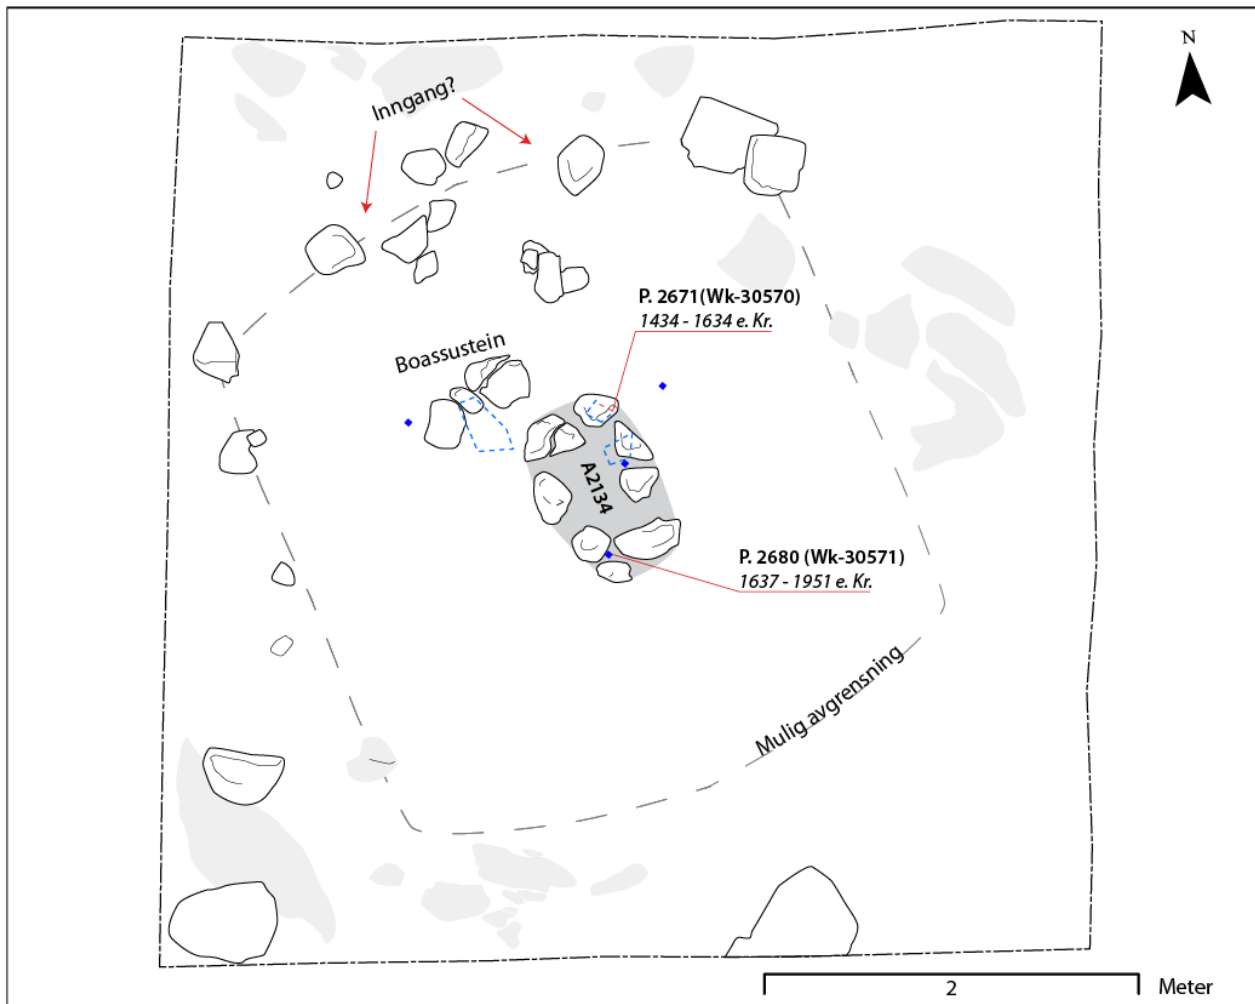 N
Inngang?
P. 2671(Wk-30570)
1434 - 1634 e. Kr.
Boassustein
A2134
P. 2680 (Wk-30571)
1637 - 1951 e. Kr.
Mulig avgrensning
2
Meter